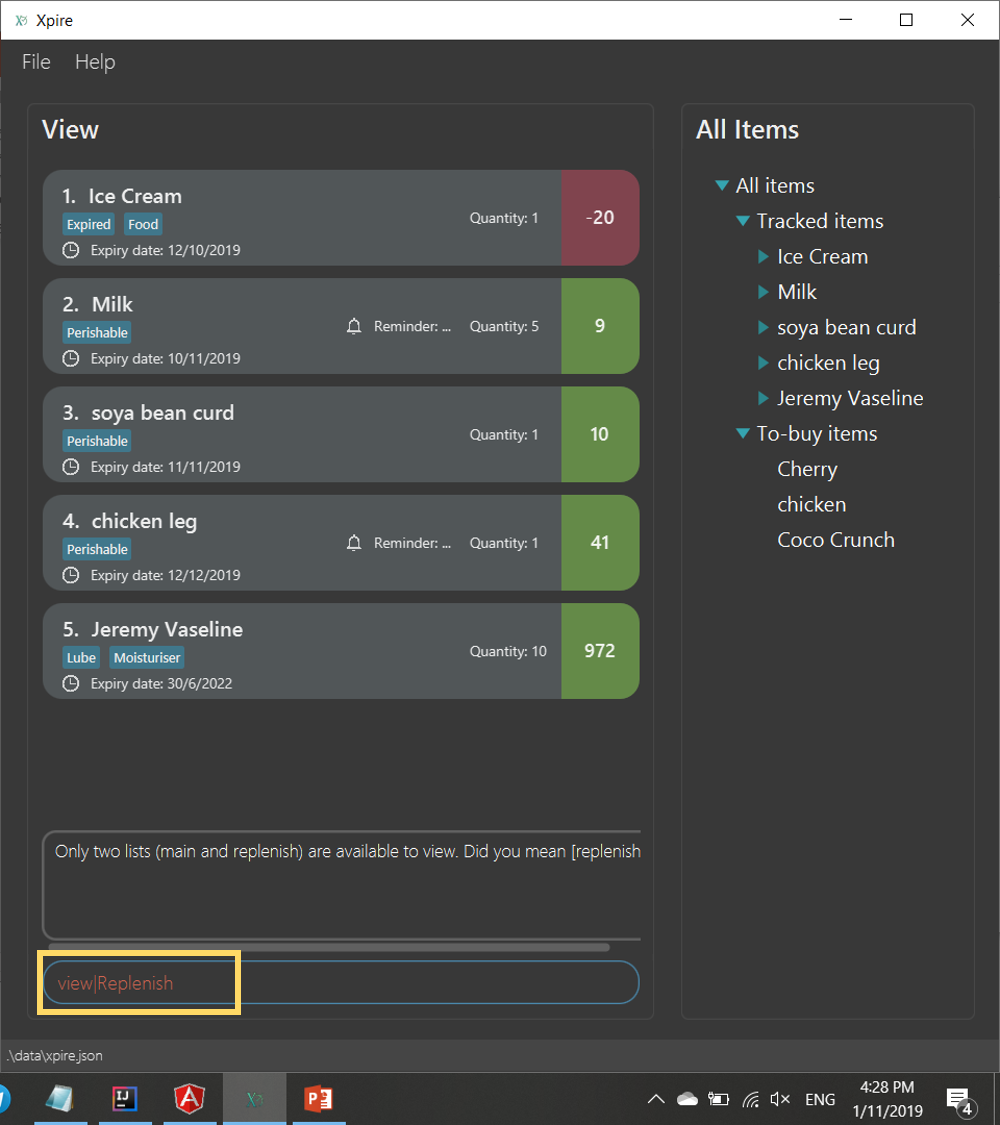 Xpire
File Help
View
1. Ice Cream
Expired Food
Expiry date: 12/10/2019
Quantity: 1
-20
2. Milk
Perishable
Expiry date: 10/11/2019
Reminder: ...
Quantity: 5
9
3. soya bean curd
Perishable
Expiry date: 11/11/2019
Quantity: 1
10
4. chicken leg
Perishable
Expiry date: 12/12/2019
Reminder: ...
Quantity: 1
41
5. Jeremy Vaseline
Lube Moisturiser
Expiry date: 30/6/2022
Quantity: 10
972
Only two lists (main and replenish) are available to view. Did you mean [replenish
view|Replenish
All Items
All items
Tracked items
Ice Cream
Milk
soya bean curd
chicken leg
Jeremy Vaseline
To-buy items
Cherry
chicken
Coco Crunch
.\data\xpire.json
ENG
4:28 PM
1/11/2019
4